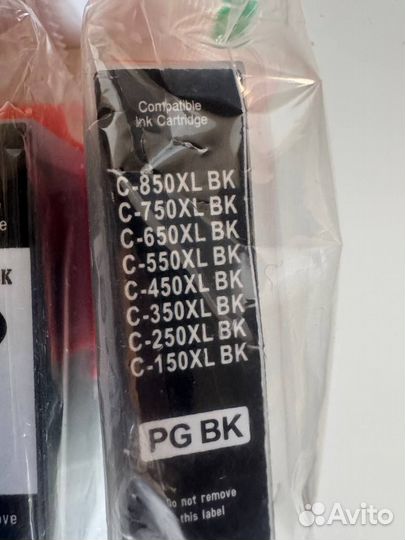 Compatible
Ink Cartridge
C-850XL BK
C-750XL BK
C-650XL BK
C-550XL BK
C-450XL BK
C-350XL BK
C-250XL BK
C-150XL BK
PG BK
Do not remove
this label
Avito